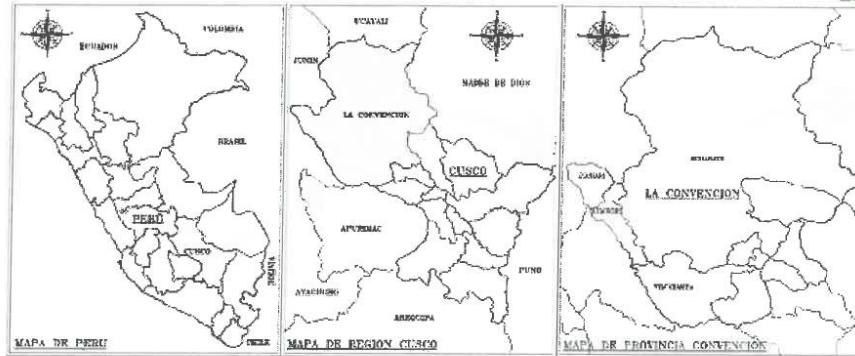 COLOMBIA
ECUADOR
BRASIL
PERÚ
CUSCO
BOLIVIA
CHILE
MAPA DE PERU
UCAYALI
JUNIN
MADRE DE DIOS
LA CONVENCION
CUSCO
APURIMAC
PUNO
AYACUCHO
AREQUIPA
MAPA DE REGION CUSCO
LA CONVENCION
MAPA DE PROVINCIA CONVENCIÓN